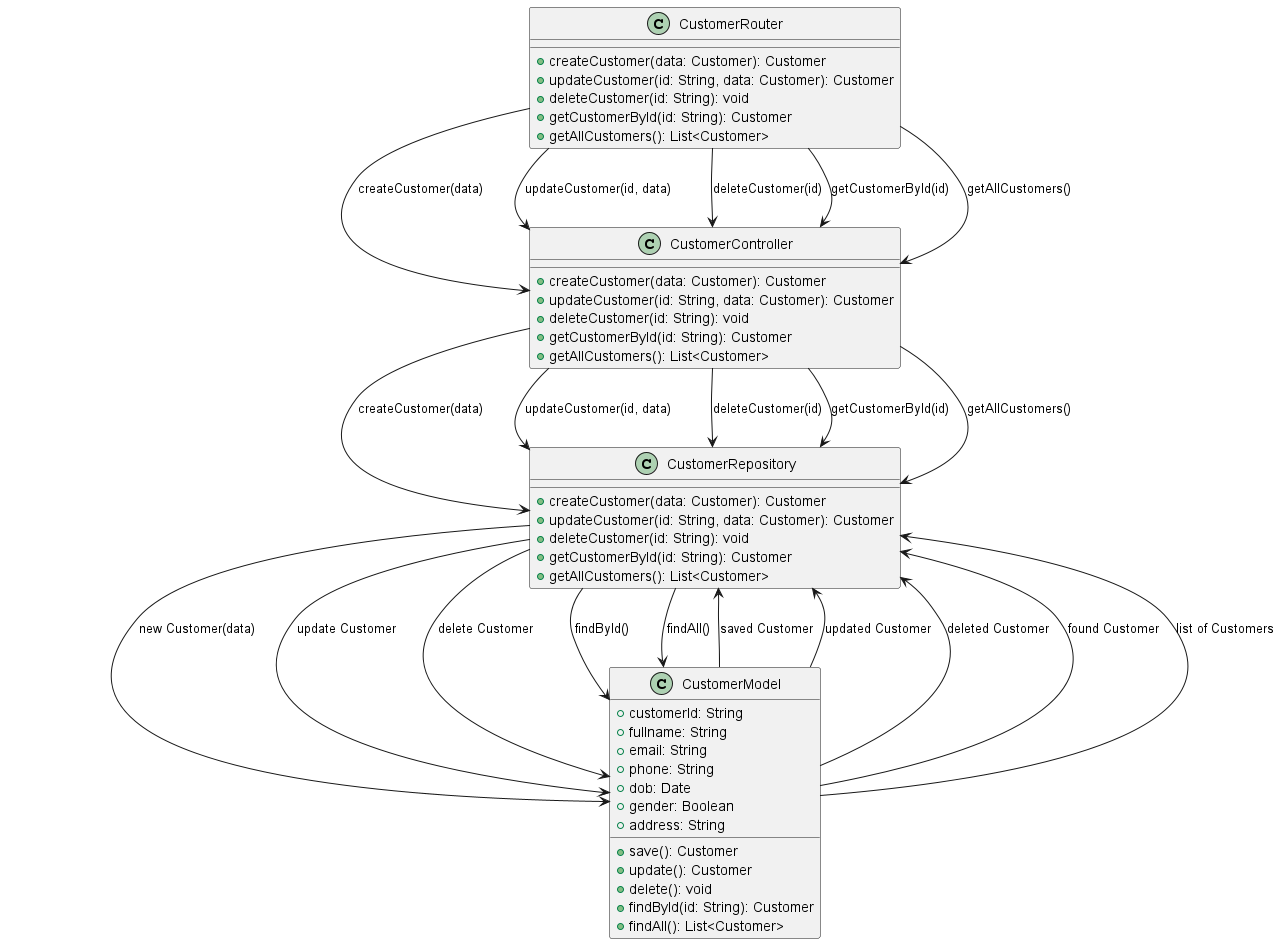 C CustomerRouter
createCustomer(data: Customer): Customer
updateCustomer(id: String, data: Customer): Customer
deleteCustomer(id: String): void
getCustomerById(id: String): Customer
getAllCustomers(): List<Customer>
createCustomer(data)
updateCustomer(id, data)
deleteCustomer(id)
getCustomerById(id)
getAllCustomers()
C CustomerController
createCustomer(data: Customer): Customer
updateCustomer(id: String, data: Customer): Customer
deleteCustomer(id: String): void
getCustomerById(id: String): Customer
getAllCustomers(): List<Customer>
createCustomer(data)
updateCustomer(id, data)
deleteCustomer(id)
getCustomerById(id)
getAllCustomers()
C CustomerRepository
createCustomer(data: Customer): Customer
updateCustomer(id: String, data: Customer): Customer
deleteCustomer(id: String): void
getCustomerById(id: String): Customer
getAllCustomers(): List<Customer>
new Customer(data)
update Customer
delete Customer
findById()
findAll()
saved Customer
updated Customer
deleted Customer
found Customer
list of Customers
C CustomerModel
customerId: String
fullname: String
email: String
phone: String
dob: Date
gender: Boolean
address: String
save(): Customer
update(): Customer
delete(): void
findById(id: String): Customer
findAll(): List<Customer>